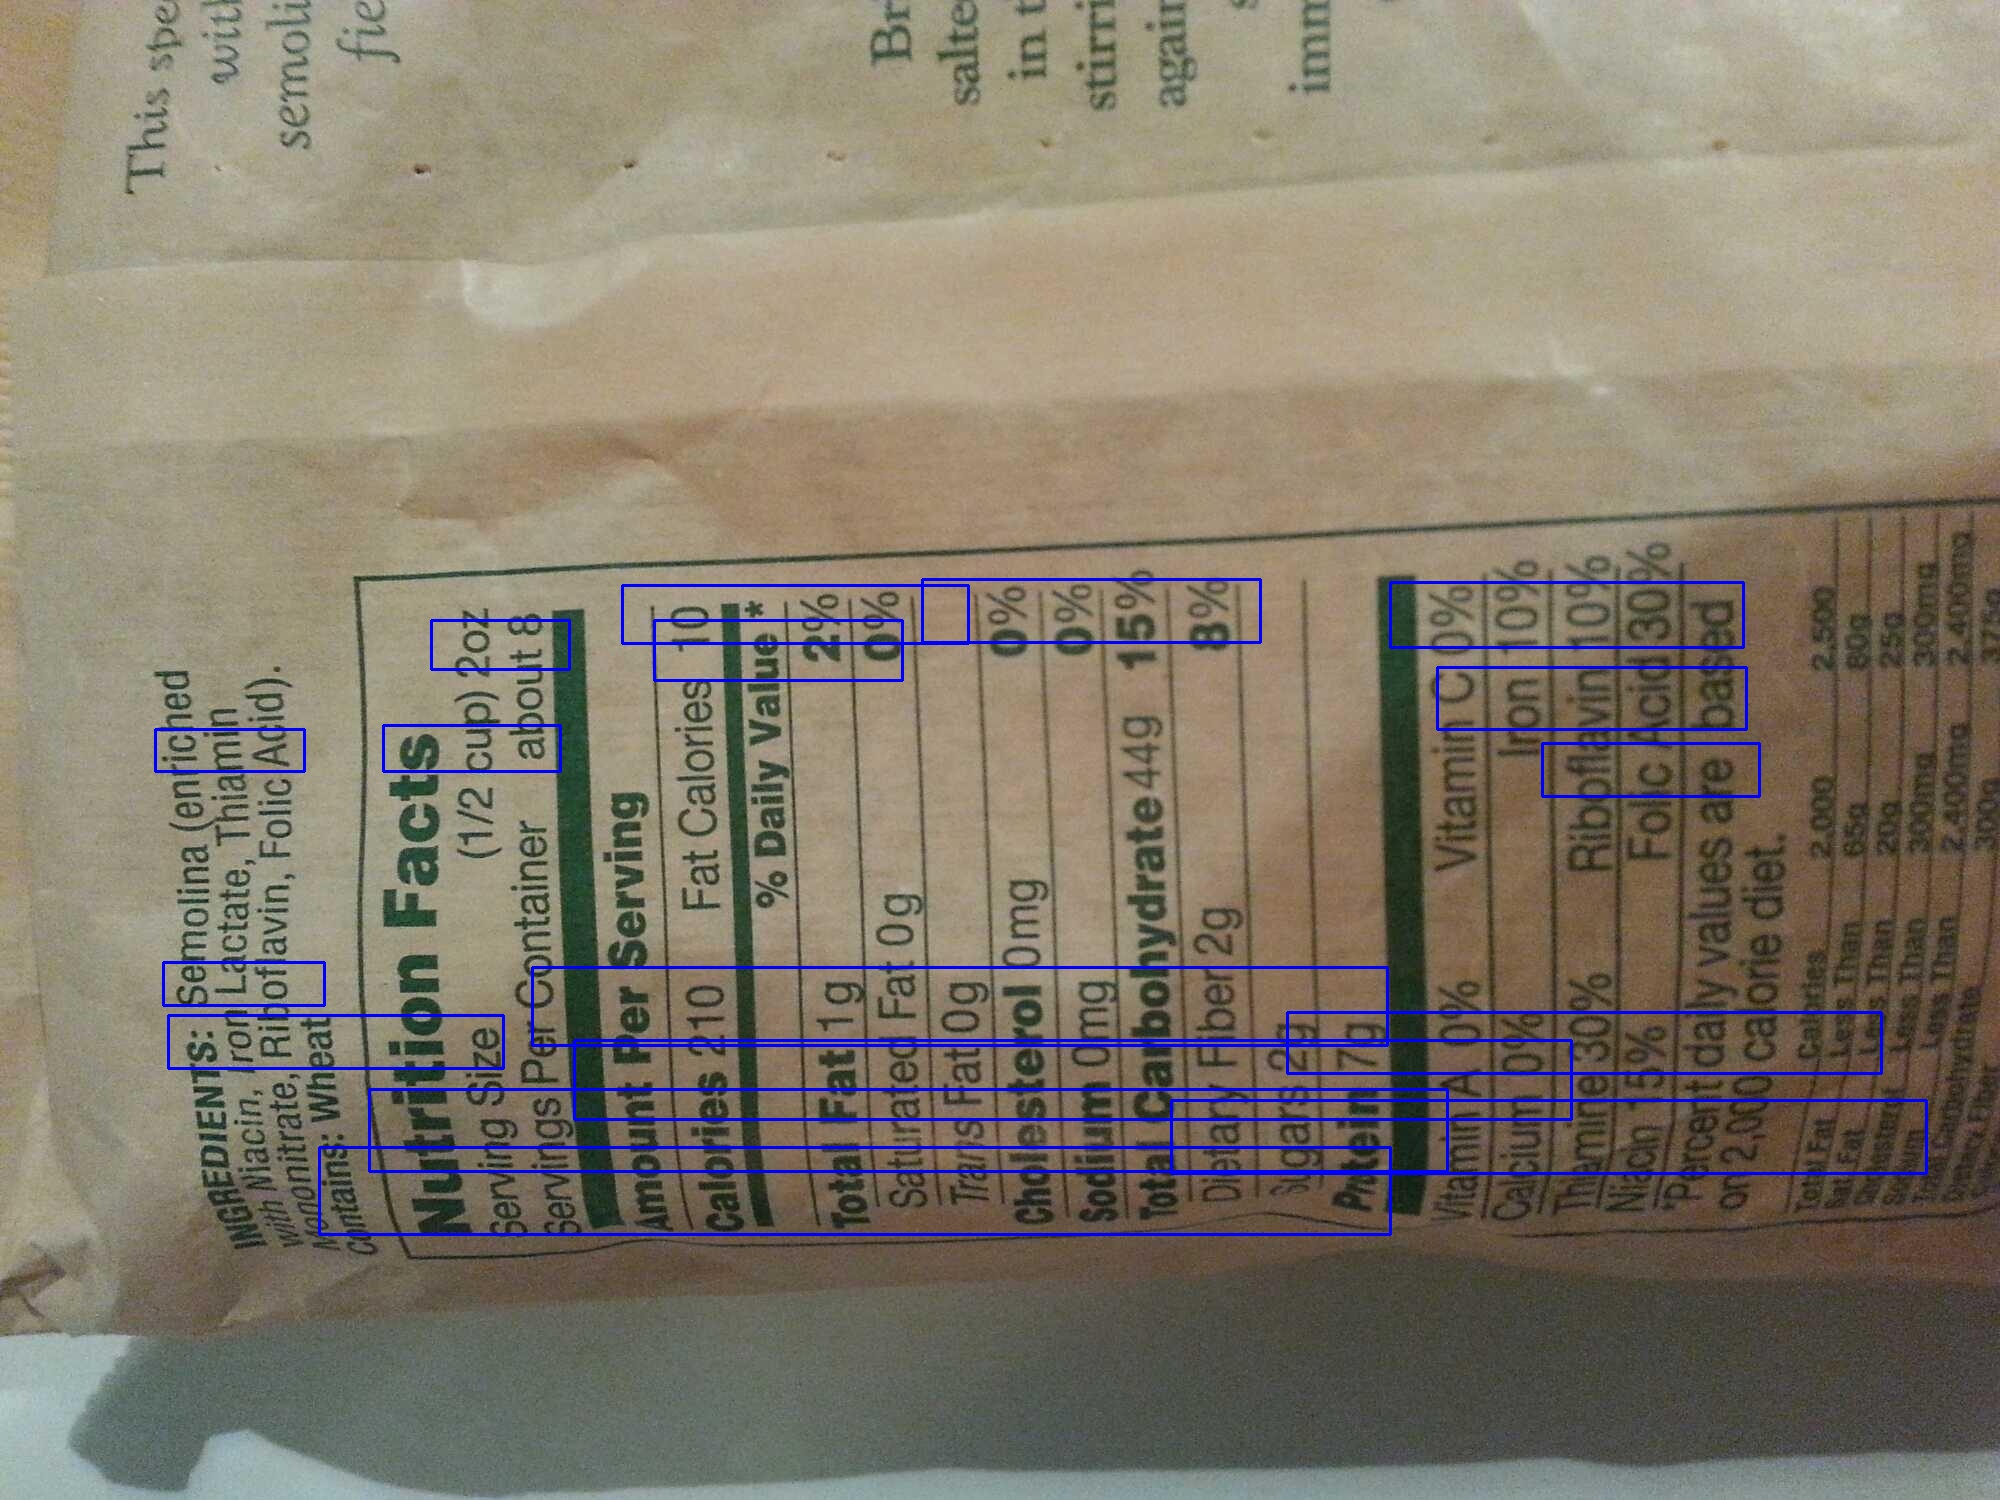 This spe
with
semoli
fie
Br
salte
in t
stirri
again
s
imm
INGREDIENTS: Semolina (enriched
with Niacin, Iron Lactate, Thiamin
Mononitrate, Riboflavin, Folic Acid).
Contains: Wheat
Nutrition Facts
Serving Size (1/2 cup) 2oz
Servings Per Container about 8
Amount Per Serving
Calories 210 Fat Calories 10
% Daily Value *
Total Fat 1g 2%
Saturated Fat 0g 0%
Trans Fat 0g
Cholesterol 0mg 0%
Sodium 0mg 0%
Total Carbohydrate 44g 15%
Dietary Fiber 2g 8%
Sugars 2g
Protein 7g
Vitamin A 0% Vitamin C 0%
Calcium 0% Iron 10%
Thiamine 30% Riboflavin 10%
Niacin 15% Folic Acid 30%
*Percent daily values are based
on 2,000 calorie diet.
Calories 2,000 2,500
Total Fat Less Than 65g 80g
Sat Fat Less Than 20g 25g
Cholesterol Less Than 300mg 300mg
Sodium Less Than 2,400mg 2,400mg
Total Carbohydrate 300g 375g
Dietary Fiber